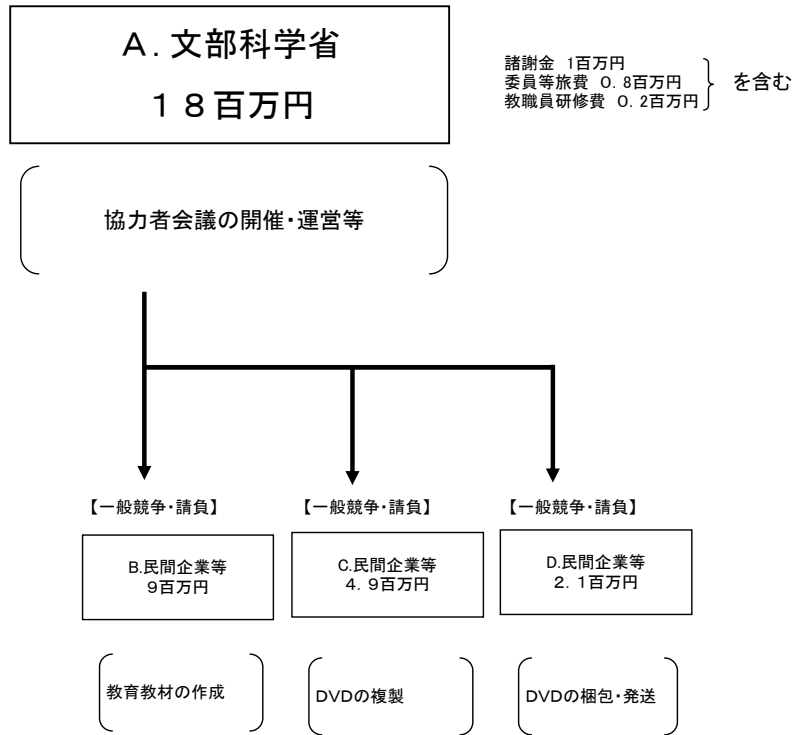 A.文部科学省
18百万円
諸謝金 1百万円
委員等旅費 0.8百万円
教職員研修費 0.2百万円
を含む
協力者会議の開催・運営等
【一般競争・請負】
【一般競争・請負】
【一般競争・請負】
B.民間企業等
9百万円
C.民間企業等
4.9百万円
D.民間企業等
2.1百万円
教育教材の作成
DVDの複製
DVDの梱包・発送